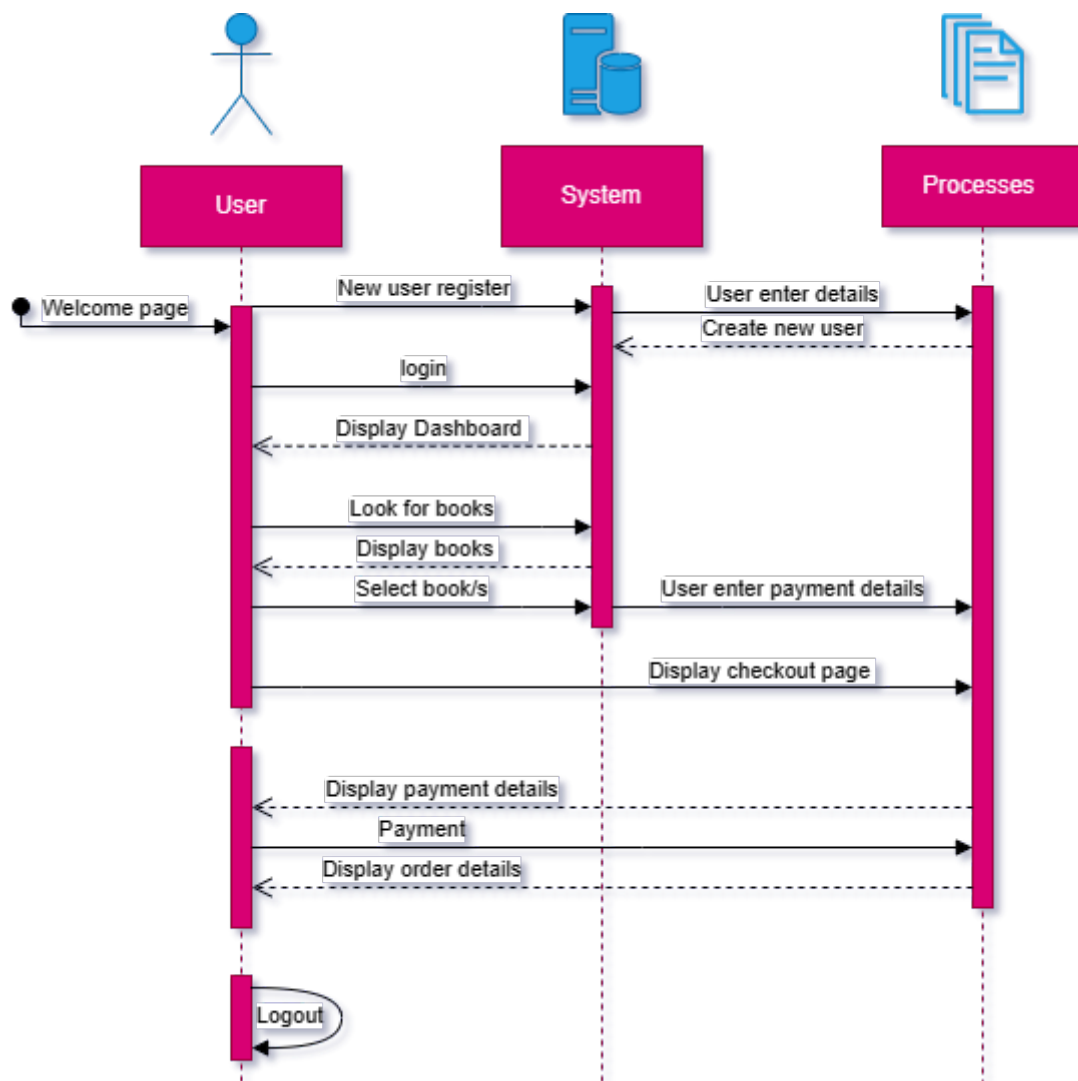 User
System
Processes
Welcome page
New user register
User enter details
Create new user
login
Display Dashboard
Look for books
Display books
Select book/s
User enter payment details
Display checkout page
Display payment details
Payment
Display order details
Logout